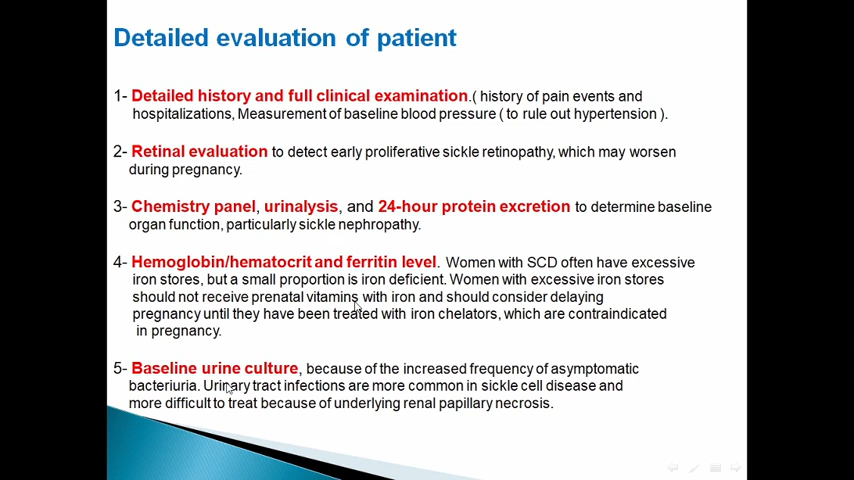 Detailed evaluation of patient
1- Detailed history and full clinical examination.( history of pain events and
hospitalizations, Measurement of baseline blood pressure ( to rule out hypertension ).
2- Retinal evaluation to detect early proliferative sickle retinopathy, which may worsen
during pregnancy.
3- Chemistry panel, urinalysis, and 24-hour protein excretion to determine baseline
organ function, particularly sickle nephropathy.
4- Hemoglobin/hematocrit and ferritin level. Women with SCD often have excessive
iron stores, but a small proportion is iron deficient. Women with excessive iron stores
should not receive prenatal vitamins with iron and should consider delaying
pregnancy until they have been treated with iron chelators, which are contraindicated
in pregnancy.
5- Baseline urine culture, because of the increased frequency of asymptomatic
bacteriuria. Urinary tract infections are more common in sickle cell disease and
more difficult to treat because of underlying renal papillary necrosis.